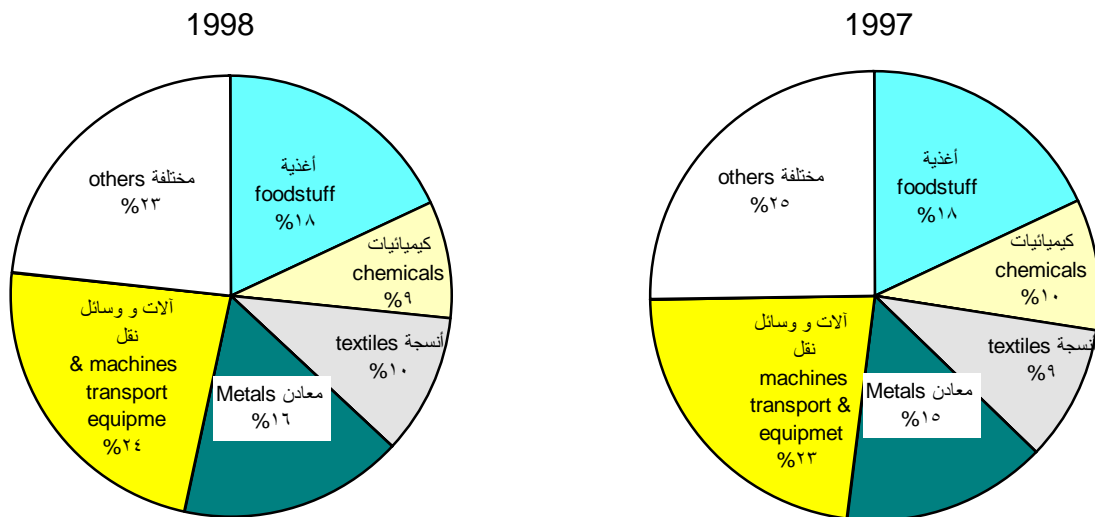 1998
أغذية
foodstuff
%١٨
كيميائيات
chemicals
%٩
أنسجة textiles
%١٠
معادن Metals
%١٦
آلات و وسائل
نقل
& machines
transport
equipme
%٢٤
مختلفة others
%٢٣
1997
أغذية
foodstuff
%١٨
كيميائيات
chemicals
%١٠
أنسجة textiles
%٩
معادن Metals
%١٥
آلات و وسائل
نقل
machines
transport &
equipmet
%٢٣
مختلفة others
%٢٥